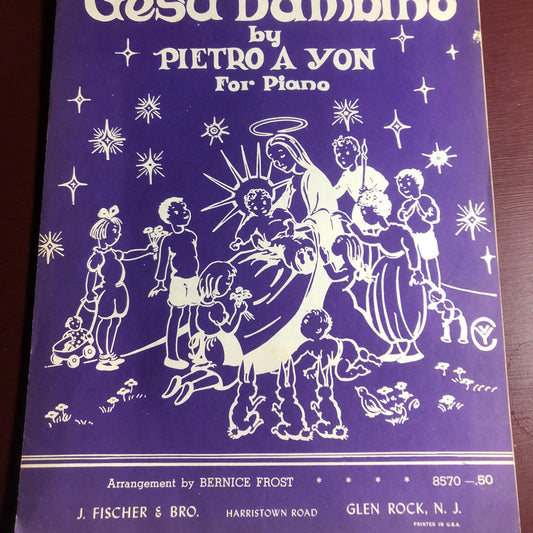 Gesù Bambino
by
PIETRO A YON
For Piano
Arrangement by BERNICE FROST * * * * 8570 — .50
J. FISCHER & BRO. HARRISTOWN ROAD GLEN ROCK, N. J.
PRINTED IN U.S.A.